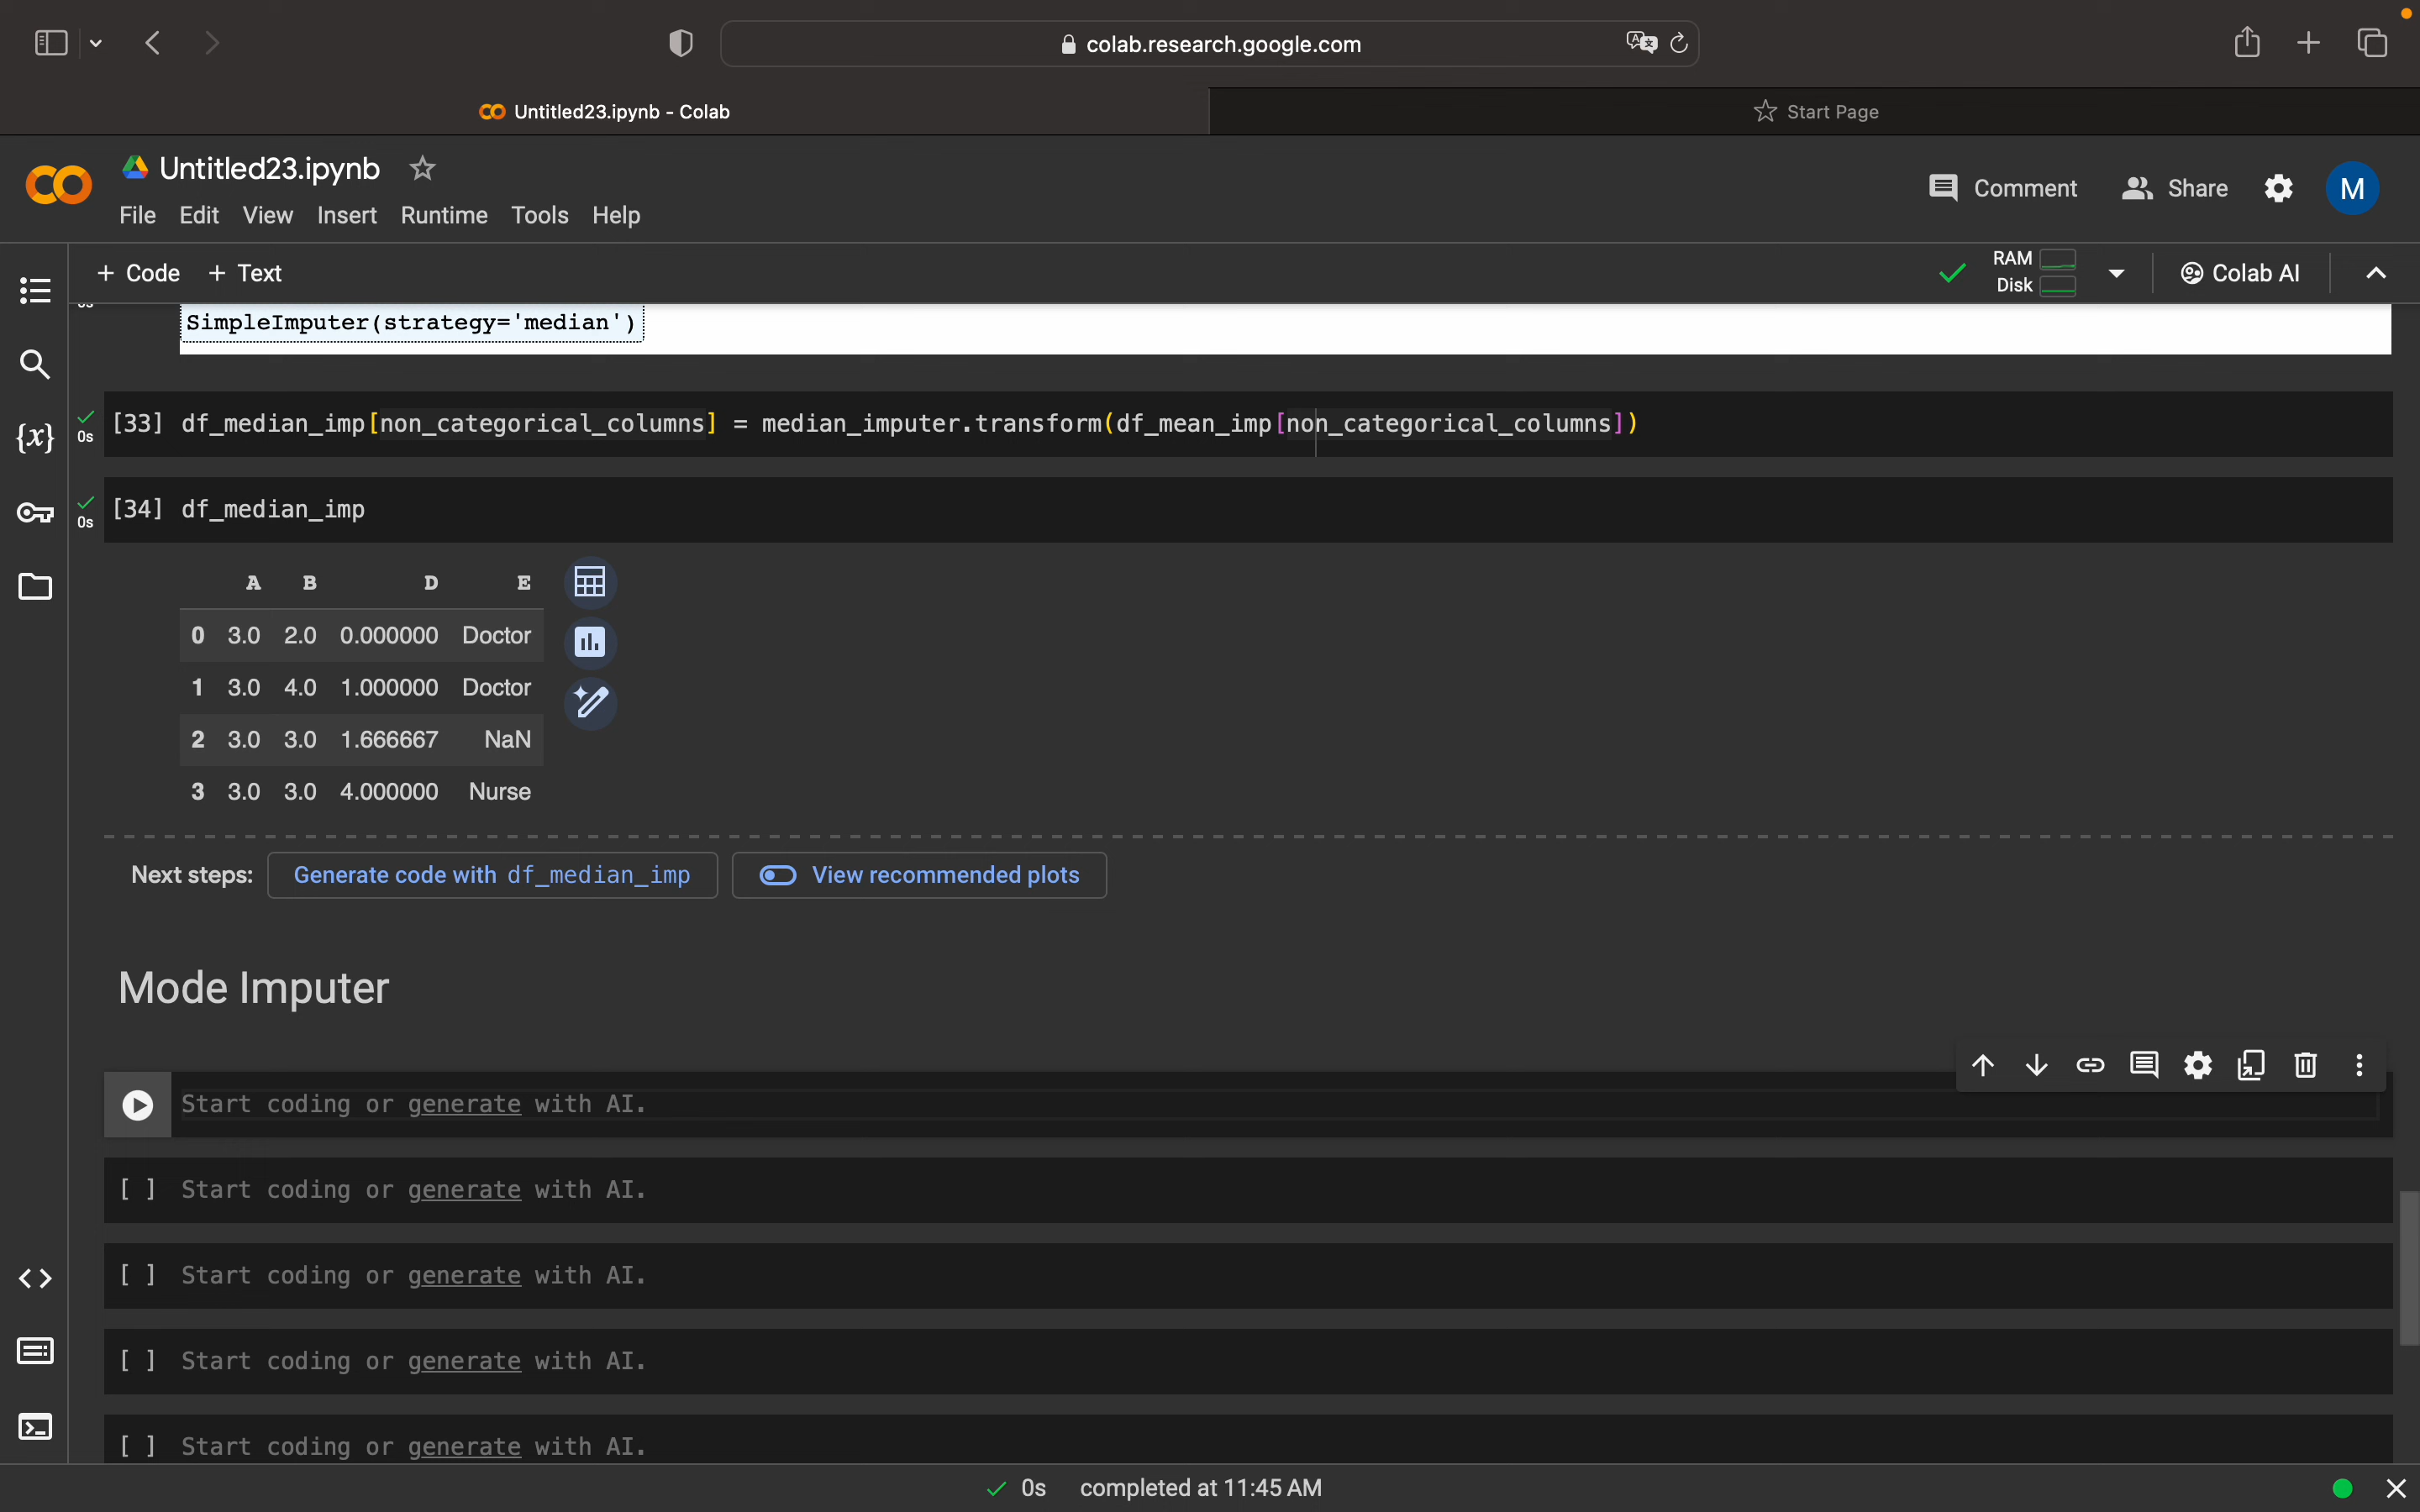 colab.research.google.com
Untitled23.ipynb - Colab
Start Page
Untitled23.ipynb
Comment
Share
M
File Edit View Insert Runtime Tools Help
+ Code + Text
RAM
Disk
Colab AI
SimpleImputer(strategy='median')
0s
[33] df_median_imp[non_categorical_columns] = median_imputer.transform(df_mean_imp[non_categorical_columns])
{x}
0s
[34] df_median_imp
A B D E
0 3.0 2.0 0.000000 Doctor
1 3.0 4.0 1.000000 Doctor
2 3.0 3.0 1.666667 NaN
3 3.0 3.0 4.000000 Nurse
Next steps: Generate code with df_median_imp View recommended plots
Mode Imputer
Start coding or generate with AI.
[ ] Start coding or generate with AI.
[ ] Start coding or generate with AI.
[ ] Start coding or generate with AI.
[ ] Start coding or generate with AI.
0s completed at 11:45 AM